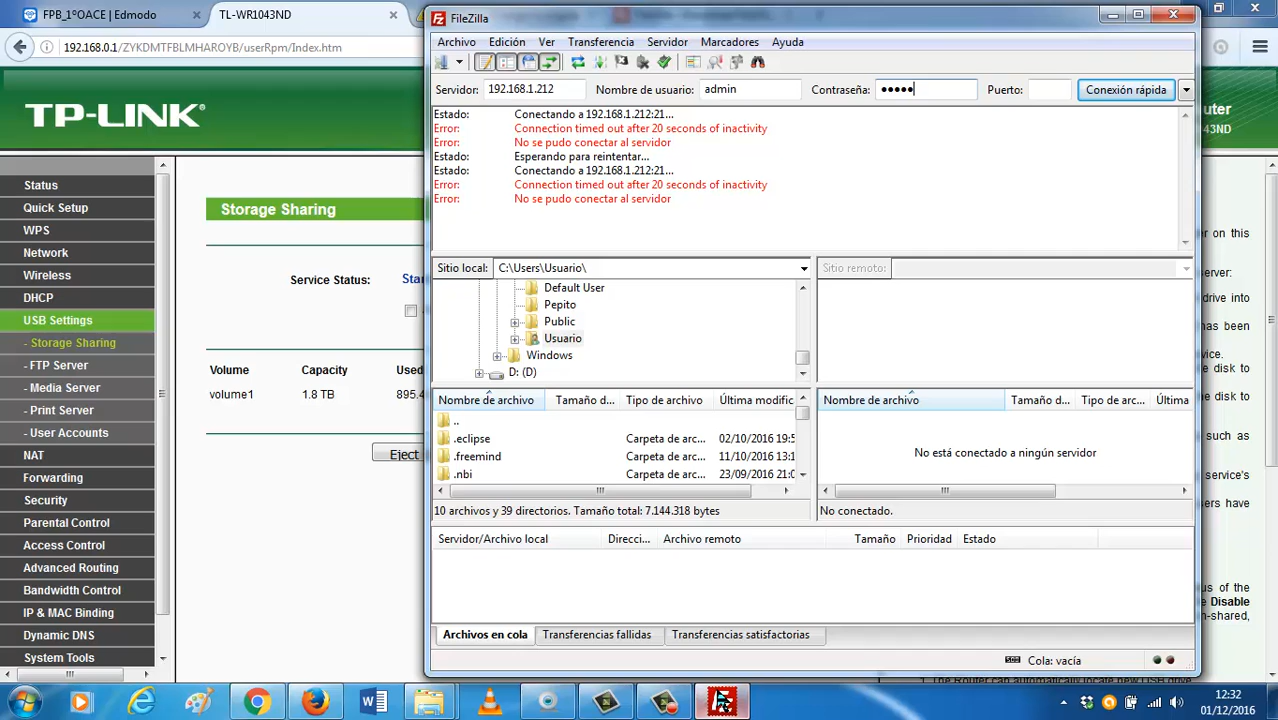 FPB_1ºOACE | Edmodo
TL-WR1043ND
192.168.0.1/ZYKDMTFBLMHAROYB/userRpm/Index.htm
TP-LINK
Status
Quick Setup
WPS
Network
Wireless
DHCP
USB Settings
- Storage Sharing
- FTP Server
- Media Server
- Print Server
- User Accounts
NAT
Forwarding
Security
Parental Control
Access Control
Advanced Routing
Bandwidth Control
IP & MAC Binding
Dynamic DNS
System Tools
Storage Sharing
Service Status:
Volume Capacity
volume1 1.8 TB
Eject
FileZilla
Archivo Edición Ver Transferencia Servidor Marcadores Ayuda
Servidor: 192.168.1.212 Nombre de usuario: admin Contraseña: ●●●●● Puerto: Conexión rápida
Estado: Conectando a 192.168.1.212:21...
Error: Connection timed out after 20 seconds of inactivity
Error: No se pudo conectar al servidor
Estado: Esperando para reintentar...
Estado: Conectando a 192.168.1.212:21...
Error: Connection timed out after 20 seconds of inactivity
Error: No se pudo conectar al servidor
Sitio local: C:\Users\Usuario\
Default User
Pepito
Public
Usuario
Windows
D: (D)
Sitio remoto:
Nombre de archivo Tamaño d... Tipo de archivo Última modific
..
.eclipse Carpeta de arc... 02/10/2016 19:5
.freemind Carpeta de arc... 11/10/2016 13:1
.nbi Carpeta de arc... 23/09/2016 21:0
10 archivos y 39 directorios. Tamaño total: 7.144.318 bytes
Nombre de archivo Tamaño d... Tipo de arc... Última
No está conectado a ningún servidor
No conectado.
Servidor/Archivo local Direcci... Archivo remoto Tamaño Prioridad Estado
Archivos en cola Transferencias fallidas Transferencias satisfactorias
Cola: vacía
12:32
01/12/2016